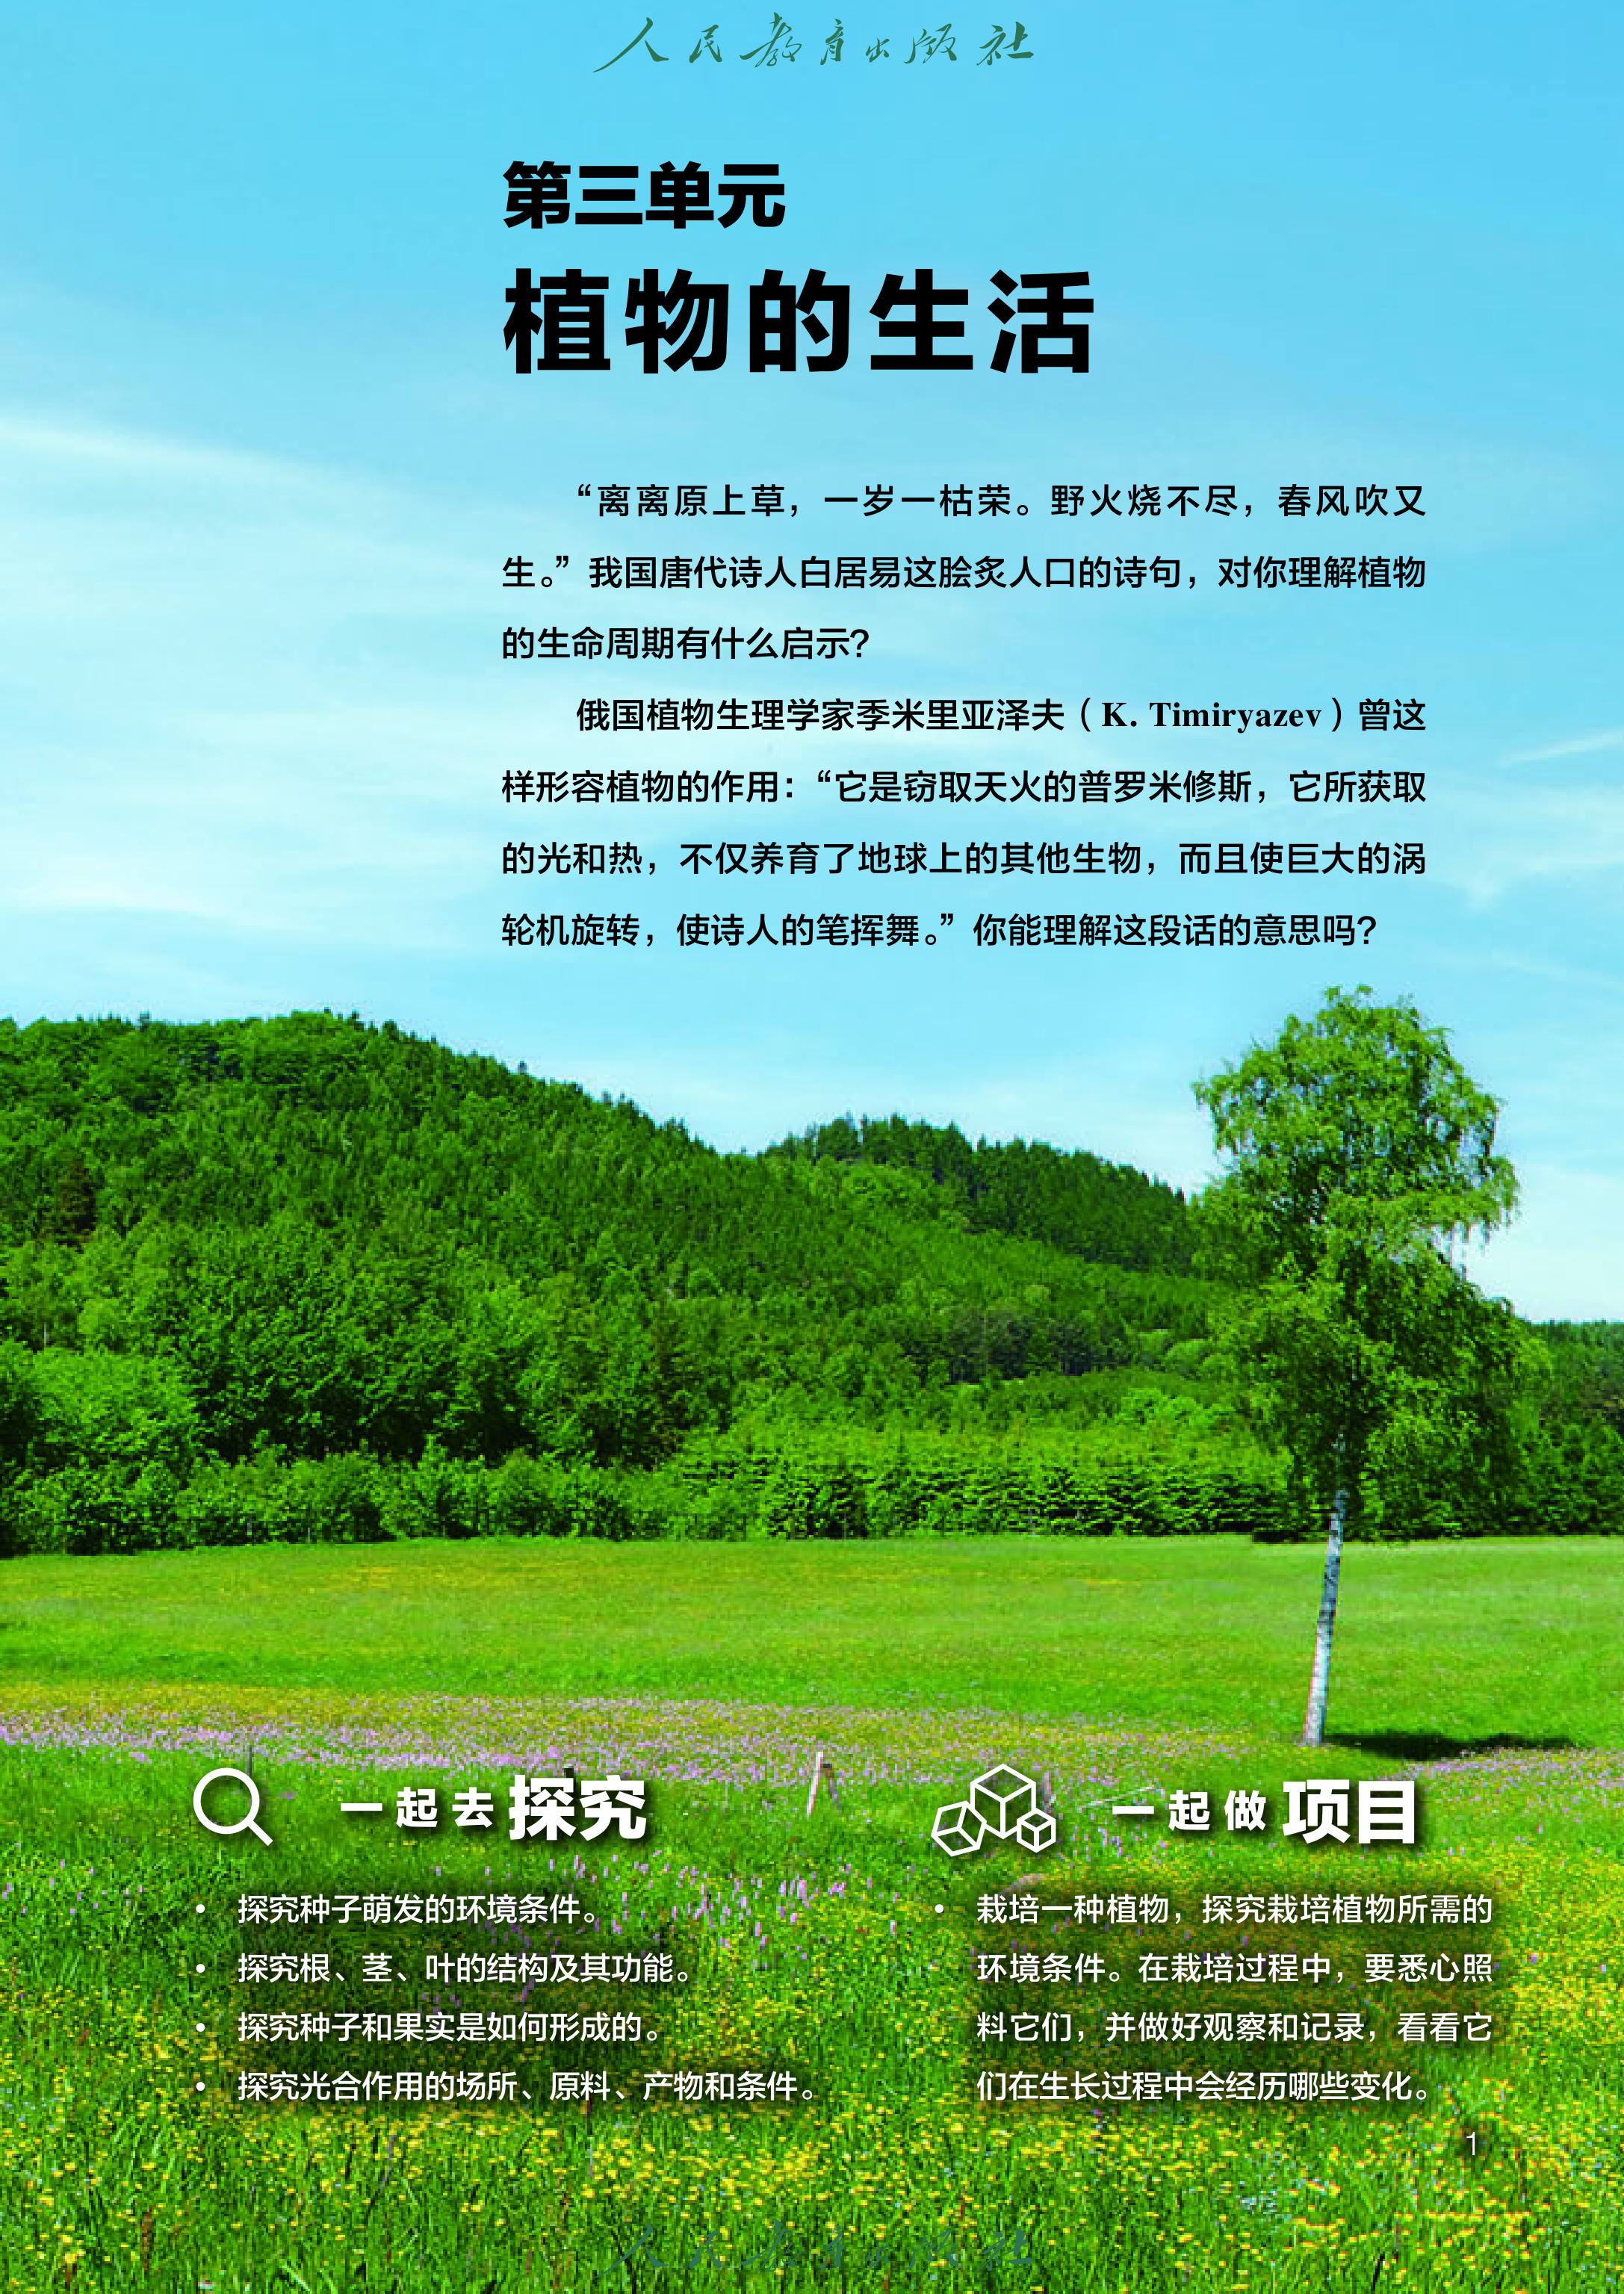 人民教育出版社
第三单元
植物的生活
“离离原上草，一岁一枯荣。野火烧不尽，春风吹又
生。”我国唐代诗人白居易这脍炙人口的诗句，对你理解植物
的生命周期有什么启示？
俄国植物生理学家季米里亚泽夫（K. Timiryazev）曾这
样形容植物的作用：“它是窃取天火的普罗米修斯，它所获取
的光和热，不仅养育了地球上的其他生物，而且使巨大的涡
轮机旋转，使诗人的笔挥舞。”你能理解这段话的意思吗？
一起去探究
• 探究种子萌发的环境条件。
• 探究根、茎、叶的结构及其功能。
• 探究种子和果实是如何形成的。
• 探究光合作用的场所、原料、产物和条件。
一起做项目
• 栽培一种植物，探究栽培植物所需的
环境条件。在栽培过程中，要悉心照
料它们，并做好观察和记录，看看它
们在生长过程中会经历哪些变化。
1
人民教育出版社